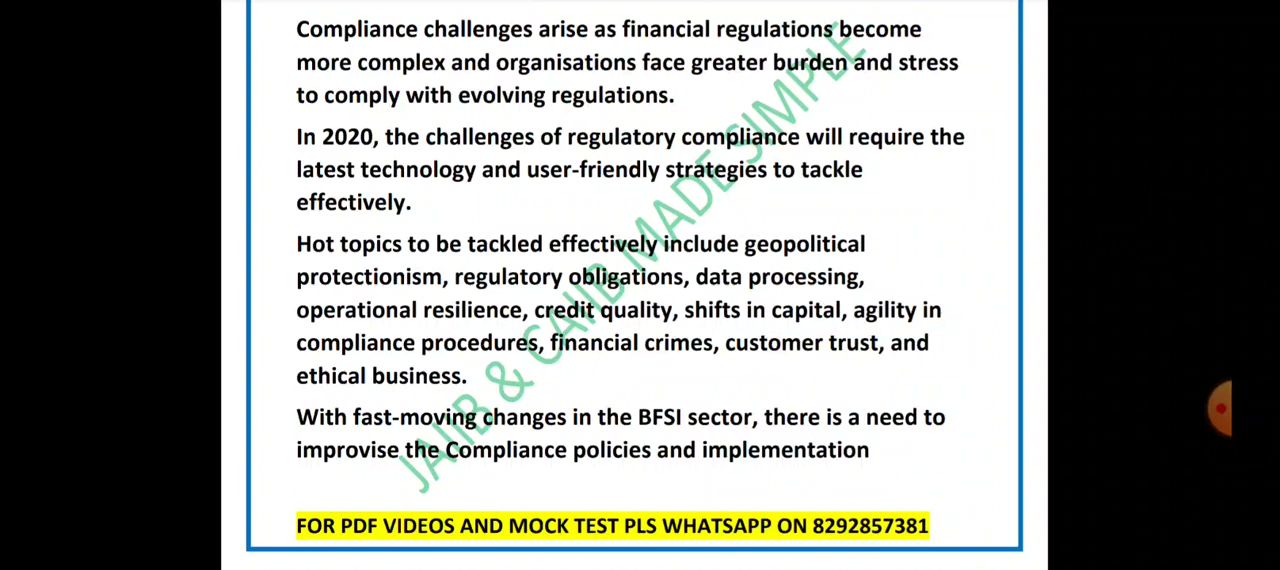 Compliance challenges arise as financial regulations become
more complex and organisations face greater burden and stress
to comply with evolving regulations.
In 2020, the challenges of regulatory compliance will require the
latest technology and user-friendly strategies to tackle
effectively.
Hot topics to be tackled effectively include geopolitical
protectionism, regulatory obligations, data processing,
operational resilience, credit quality, shifts in capital, agility in
compliance procedures, financial crimes, customer trust, and
ethical business.
With fast-moving changes in the BFSI sector, there is a need to
improvise the Compliance policies and implementation
JAIIB & CAIIB MADE SIMPLE
FOR PDF VIDEOS AND MOCK TEST PLS WHATSAPP ON 8292857381